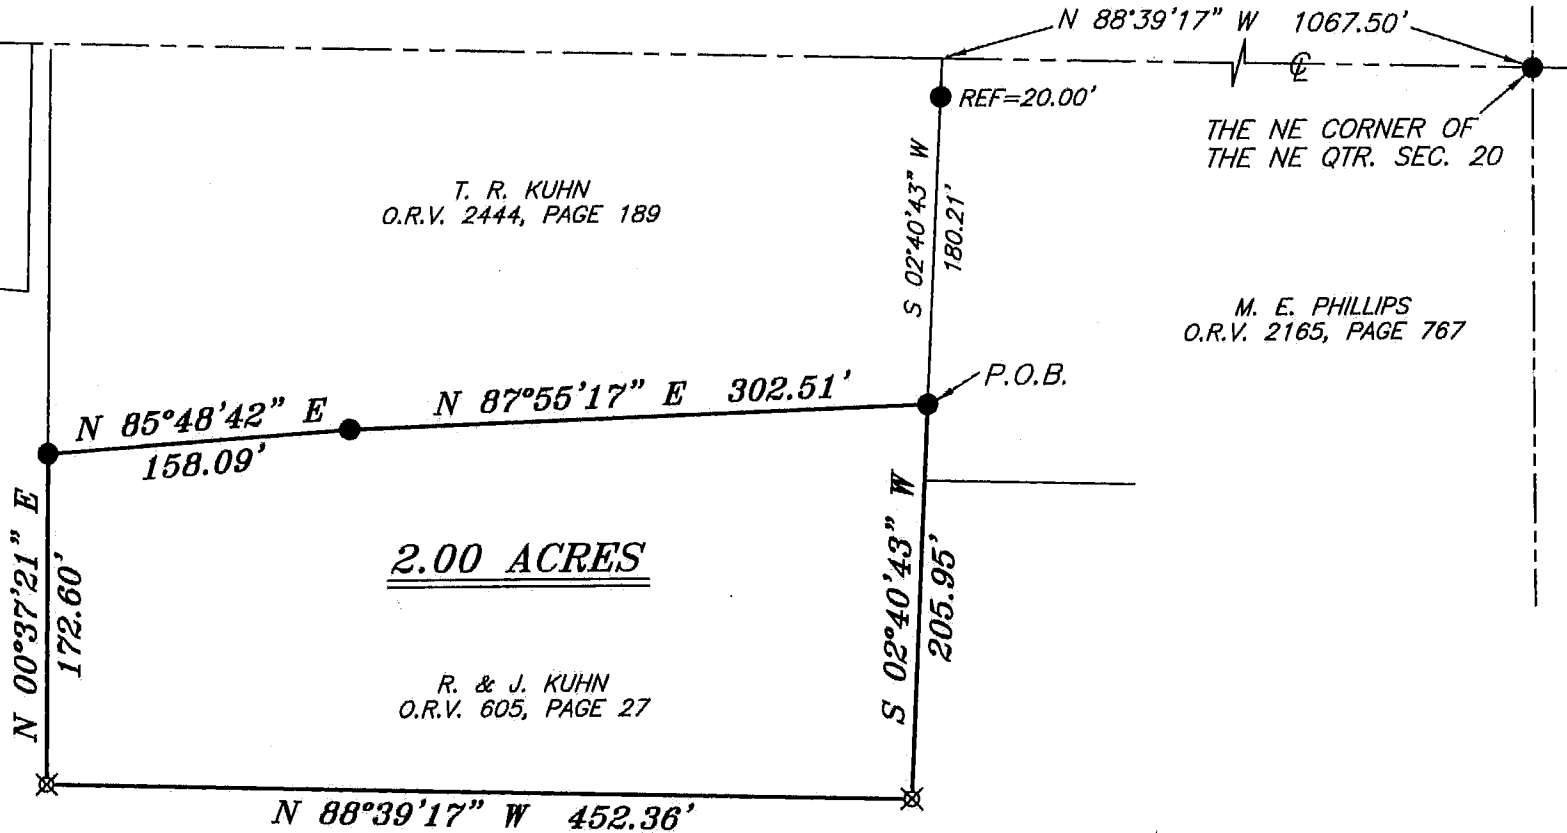 N 88°39'17" W 1067.50'
℄
REF=20.00'
THE NE CORNER OF
THE NE QTR. SEC. 20
T. R. KUHN
O.R.V. 2444, PAGE 189
S 02°40'43" W
180.21'
M. E. PHILLIPS
O.R.V. 2165, PAGE 767
P.O.B.
N 85°48'42" E
158.09'
N 87°55'17" E 302.51'
N 00°37'21" E
172.60'
2.00 ACRES
S 02°40'43" W
205.95'
R. & J. KUHN
O.R.V. 605, PAGE 27
N 88°39'17" W 452.36'